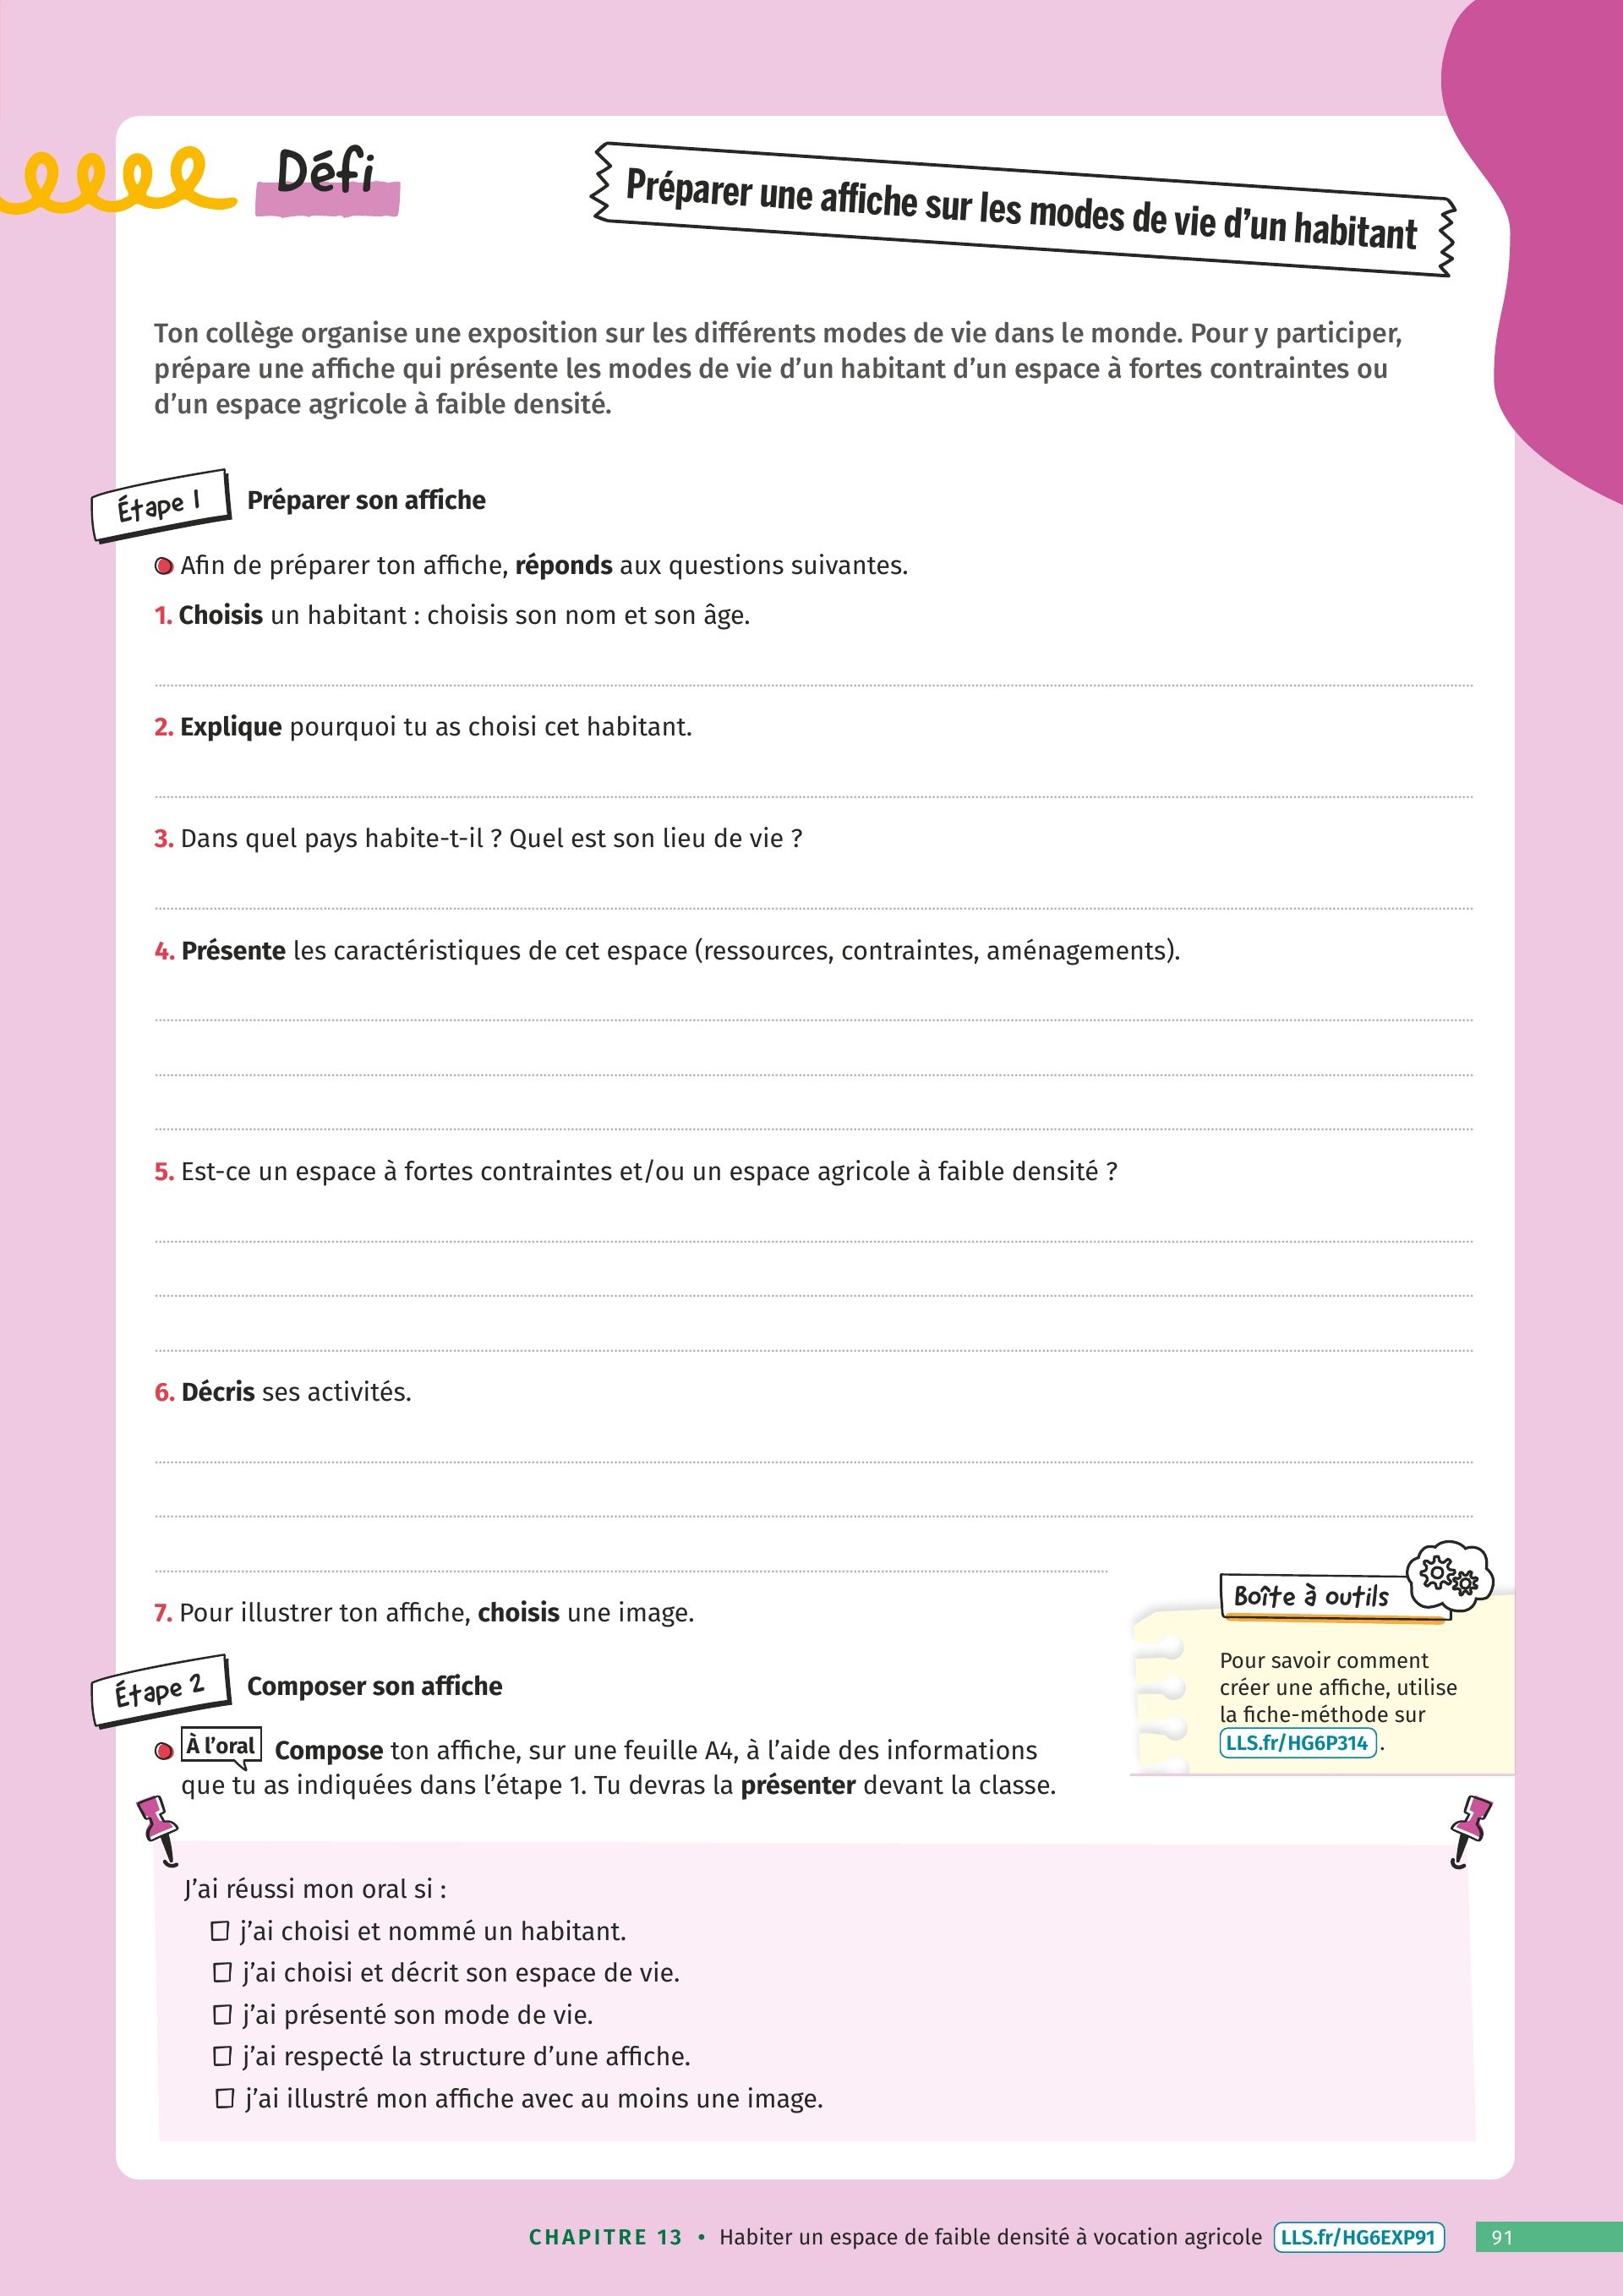 Défi
Préparer une affiche sur les modes de vie d'un habitant
Ton collège organise une exposition sur les différents modes de vie dans le monde. Pour y participer,
prépare une affiche qui présente les modes de vie d'un habitant d'un espace à fortes contraintes ou
d'un espace agricole à faible densité.
Étape 1 Préparer son affiche
Afin de préparer ton affiche, réponds aux questions suivantes.
1. Choisis un habitant : choisis son nom et son âge.
2. Explique pourquoi tu as choisi cet habitant.
3. Dans quel pays habite-t-il ? Quel est son lieu de vie ?
4. Présente les caractéristiques de cet espace (ressources, contraintes, aménagements).
5. Est-ce un espace à fortes contraintes et/ou un espace agricole à faible densité ?
6. Décris ses activités.
7. Pour illustrer ton affiche, choisis une image.
Étape 2 Composer son affiche
À l'oral Compose ton affiche, sur une feuille A4, à l'aide des informations
que tu as indiquées dans l'étape 1. Tu devras la présenter devant la classe.
Boîte à outils
Pour savoir comment
créer une affiche, utilise
la fiche-méthode sur
LLS.fr/HG6P314 .
J'ai réussi mon oral si :
j'ai choisi et nommé un habitant.
j'ai choisi et décrit son espace de vie.
j'ai présenté son mode de vie.
j'ai respecté la structure d'une affiche.
j'ai illustré mon affiche avec au moins une image.
CHAPITRE 13 • Habiter un espace de faible densité à vocation agricole LLS.fr/HG6EXP91 91